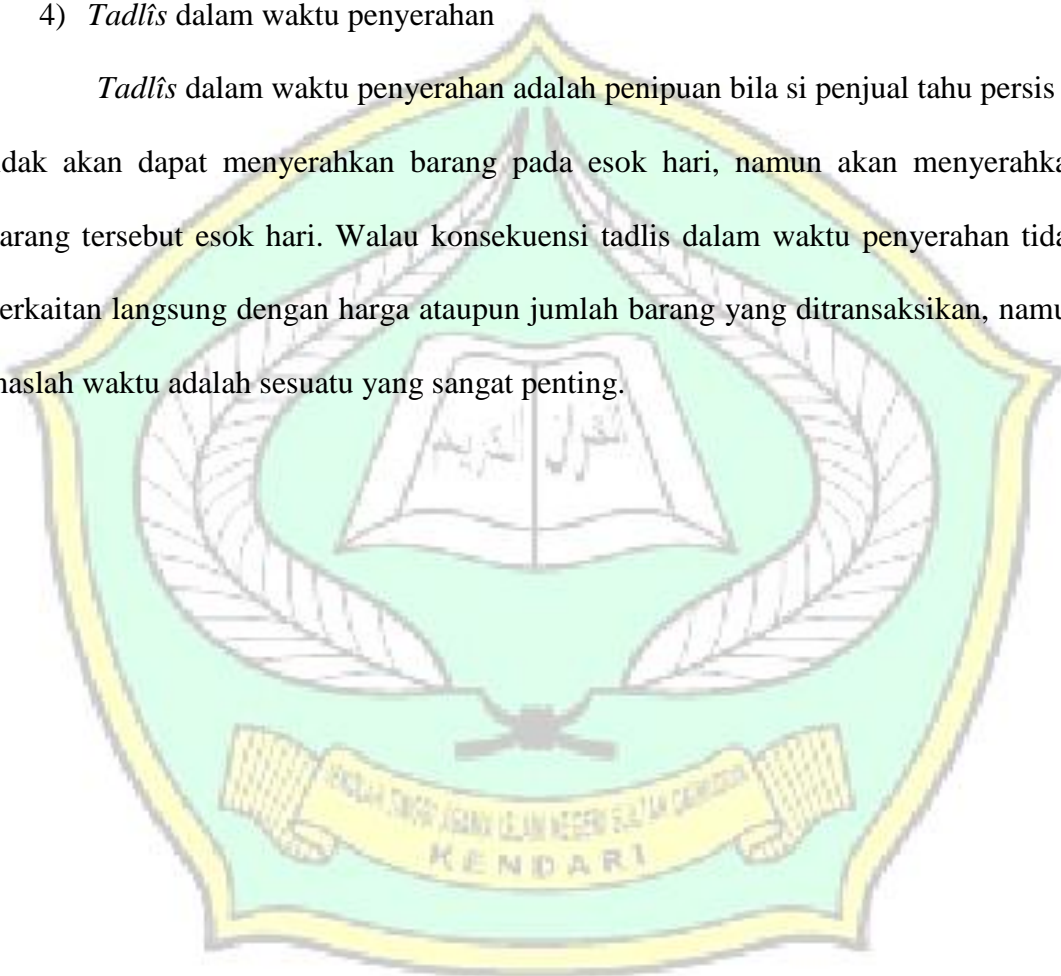 4) Tadlîs dalam waktu penyerahan
Tadlîs dalam waktu penyerahan adalah penipuan bila si penjual tahu persis
idak akan dapat menyerahkan barang pada esok hari, namun akan menyerahka
arang tersebut esok hari. Walau konsekuensi tadlis dalam waktu penyerahan tida
erkaitan langsung dengan harga ataupun jumlah barang yang ditransaksikan, namu
naslah waktu adalah sesuatu yang sangat penting.
القرآن الكريم
KENDARI